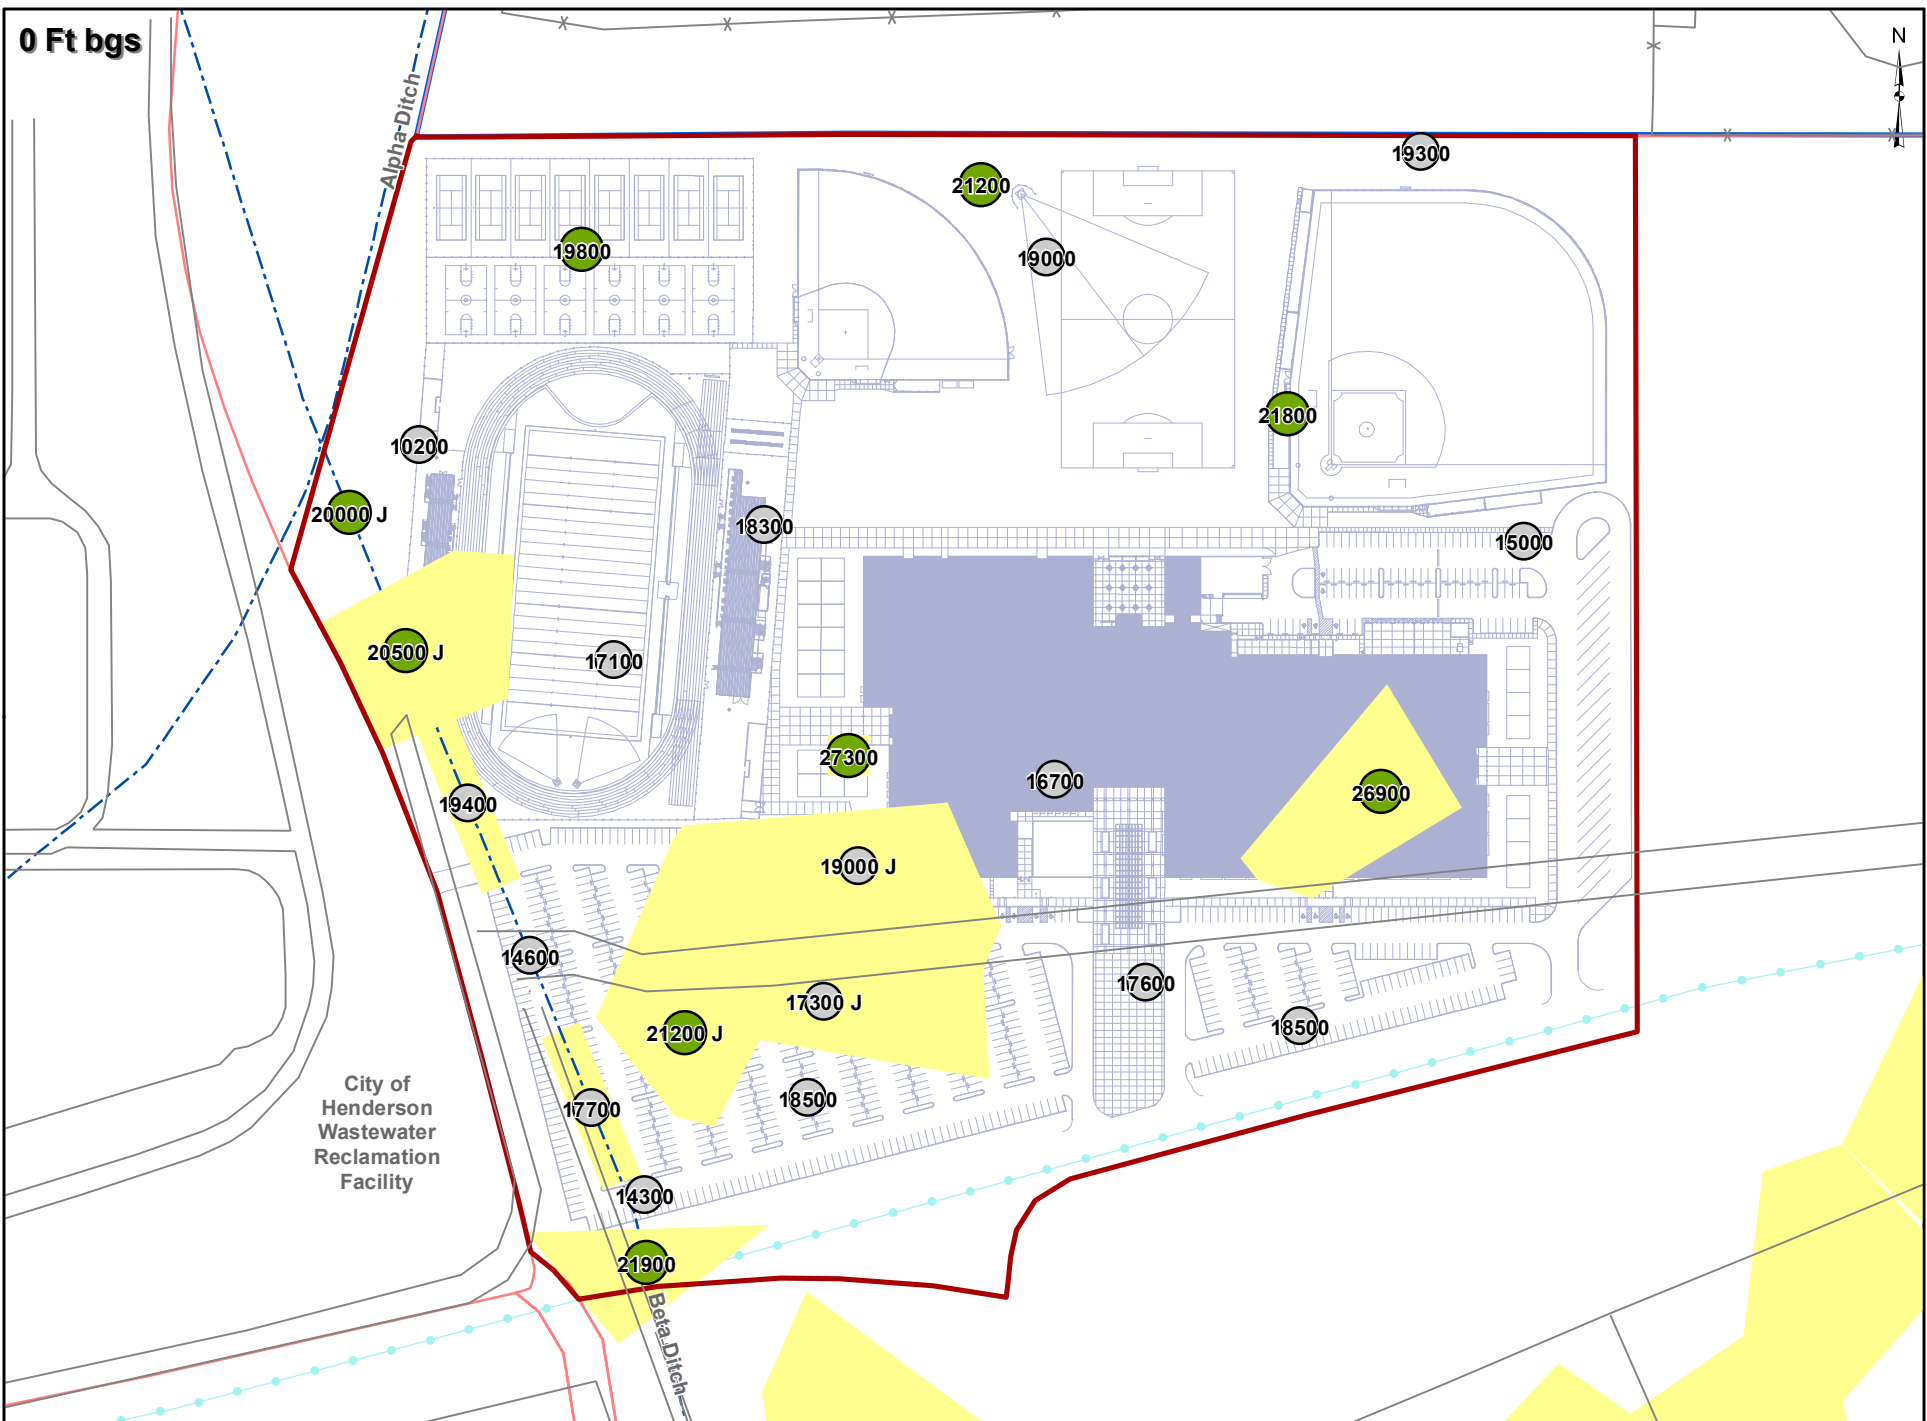 0 Ft bgs
N
Alpha Ditch
19300
21200
19800
19000
21800
10200
20000 J
18300
15000
20500 J
17100
27300
16700
26900
19400
19000 J
14600
17300 J
17600
21200 J
18500
18500
17700
City of
Henderson
Wastewater
Reclamation
Facility
14300
21900
Beta Ditch